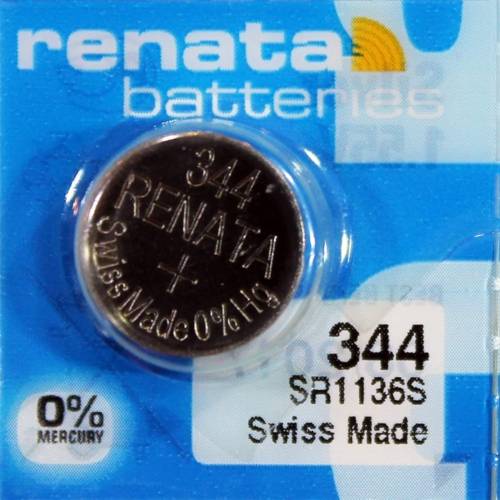 renata
batteries
344
RENATA
+
Swiss Made 0% Hg
344
SR1136S
Swiss Made
0%
MERCURY